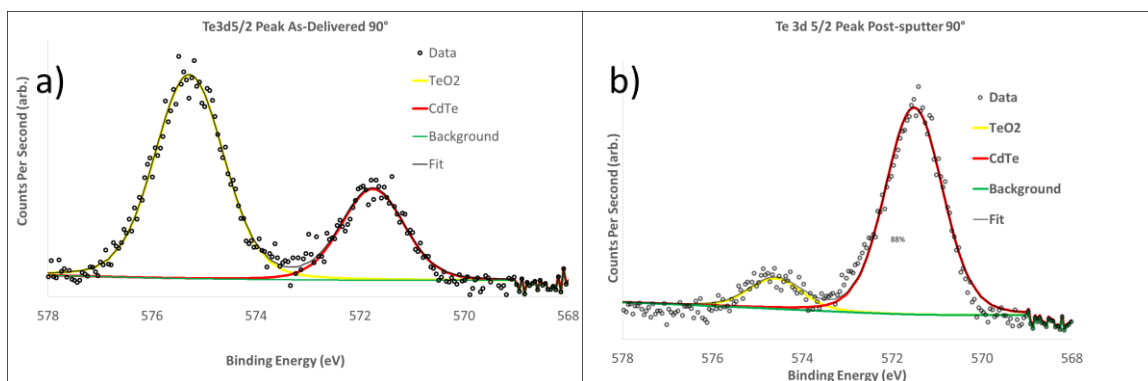 Te3d5/2 Peak As-Delivered 90°
a)
Counts Per Second (arb.)
Data
TeO2
CdTe
Background
Fit
578 576 574 572 570 568
Binding Energy (eV)
Te 3d 5/2 Peak Post-sputter 90°
b)
Counts Per Second (arb.)
Data
TeO2
CdTe
Background
Fit
88%
578 576 574 572 570 568
Binding Energy (eV)